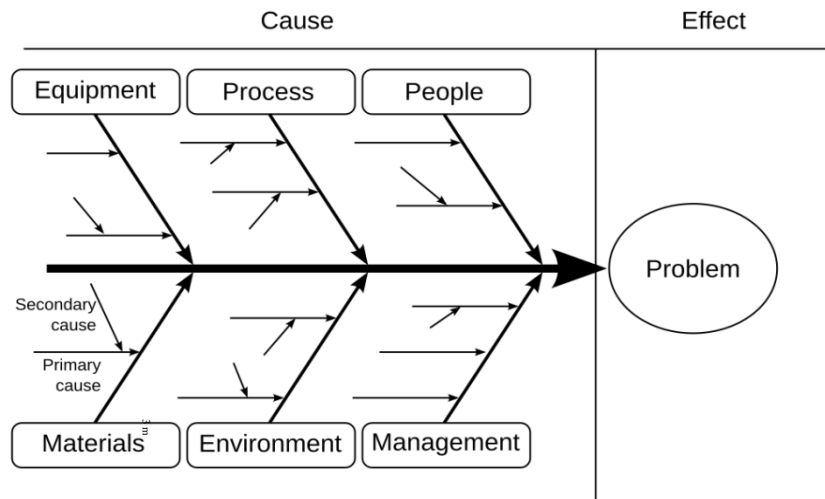 Cause
Effect
Equipment
Process
People
Problem
Secondary
cause
Primary
cause
Materials
Environment
Management